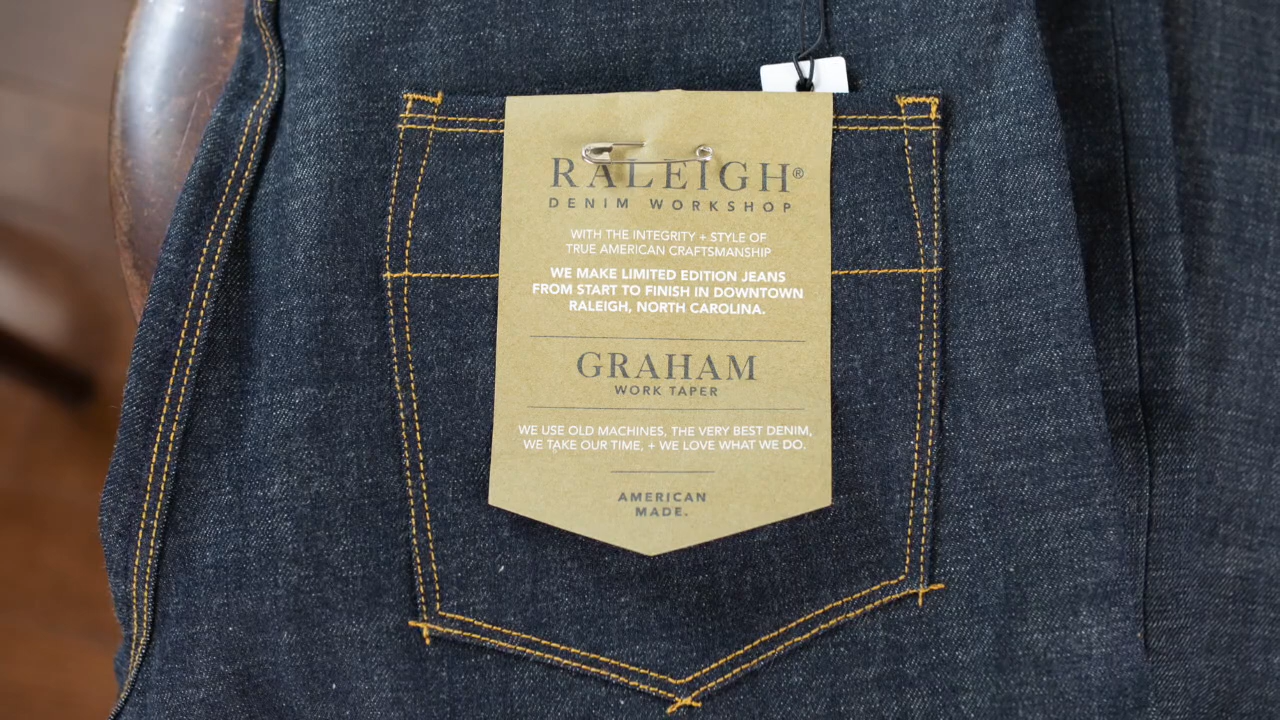 RALEIGH®
DENIM WORKSHOP
WITH THE INTEGRITY + STYLE OF
TRUE AMERICAN CRAFTSMANSHIP
WE MAKE LIMITED EDITION JEANS
FROM START TO FINISH IN DOWNTOWN
RALEIGH, NORTH CAROLINA.
GRAHAM
WORK TAPER
WE USE OLD MACHINES, THE VERY BEST DENIM,
WE TAKE OUR TIME, + WE LOVE WHAT WE DO.
AMERICAN
MADE.